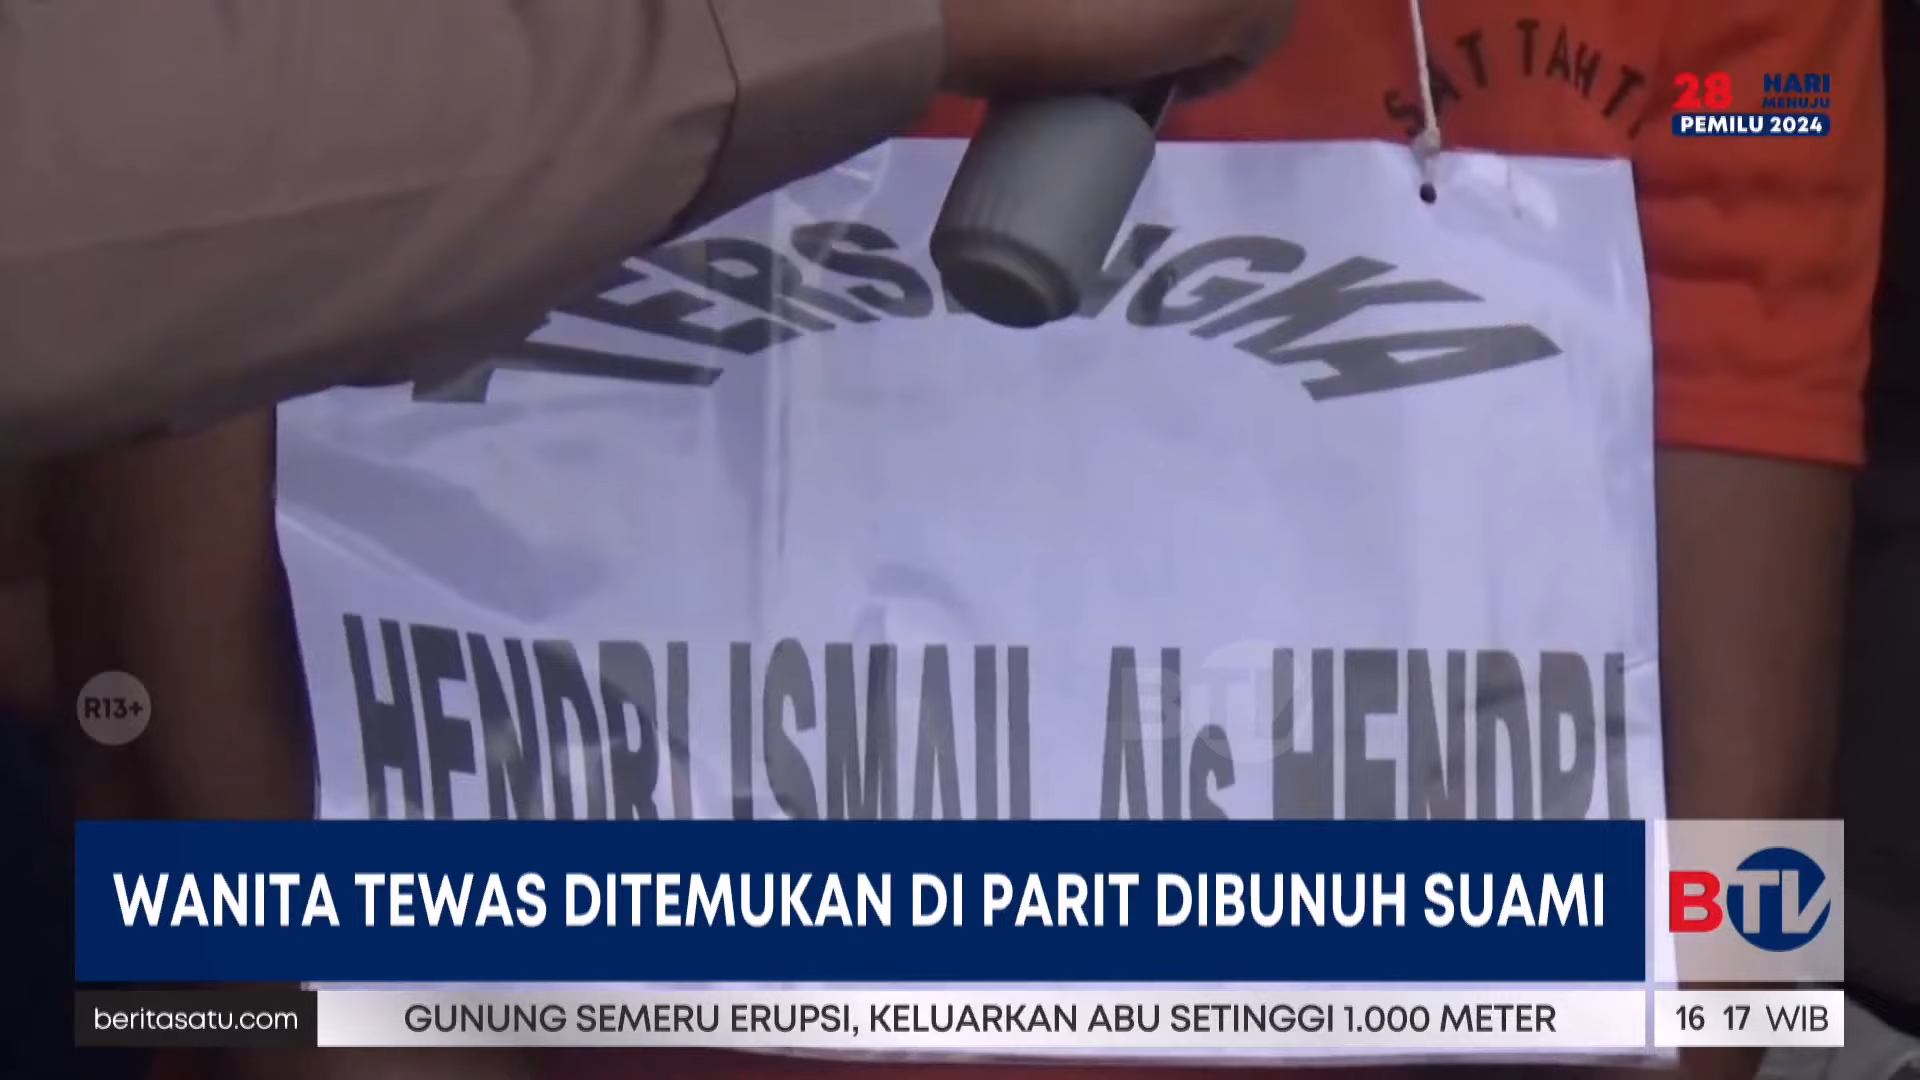 SAT TAHTI
28 HARI
MENUJU
PEMILU 2024
HENDRI ISMAIL Als HENDRI
R13+
BTV
WANITA TEWAS DITEMUKAN DI PARIT DIBUNUH SUAMI
BTV
beritasatu.com
GUNUNG SEMERU ERUPSI, KELUARKAN ABU SETINGGI 1.000 METER
16 17 WIB